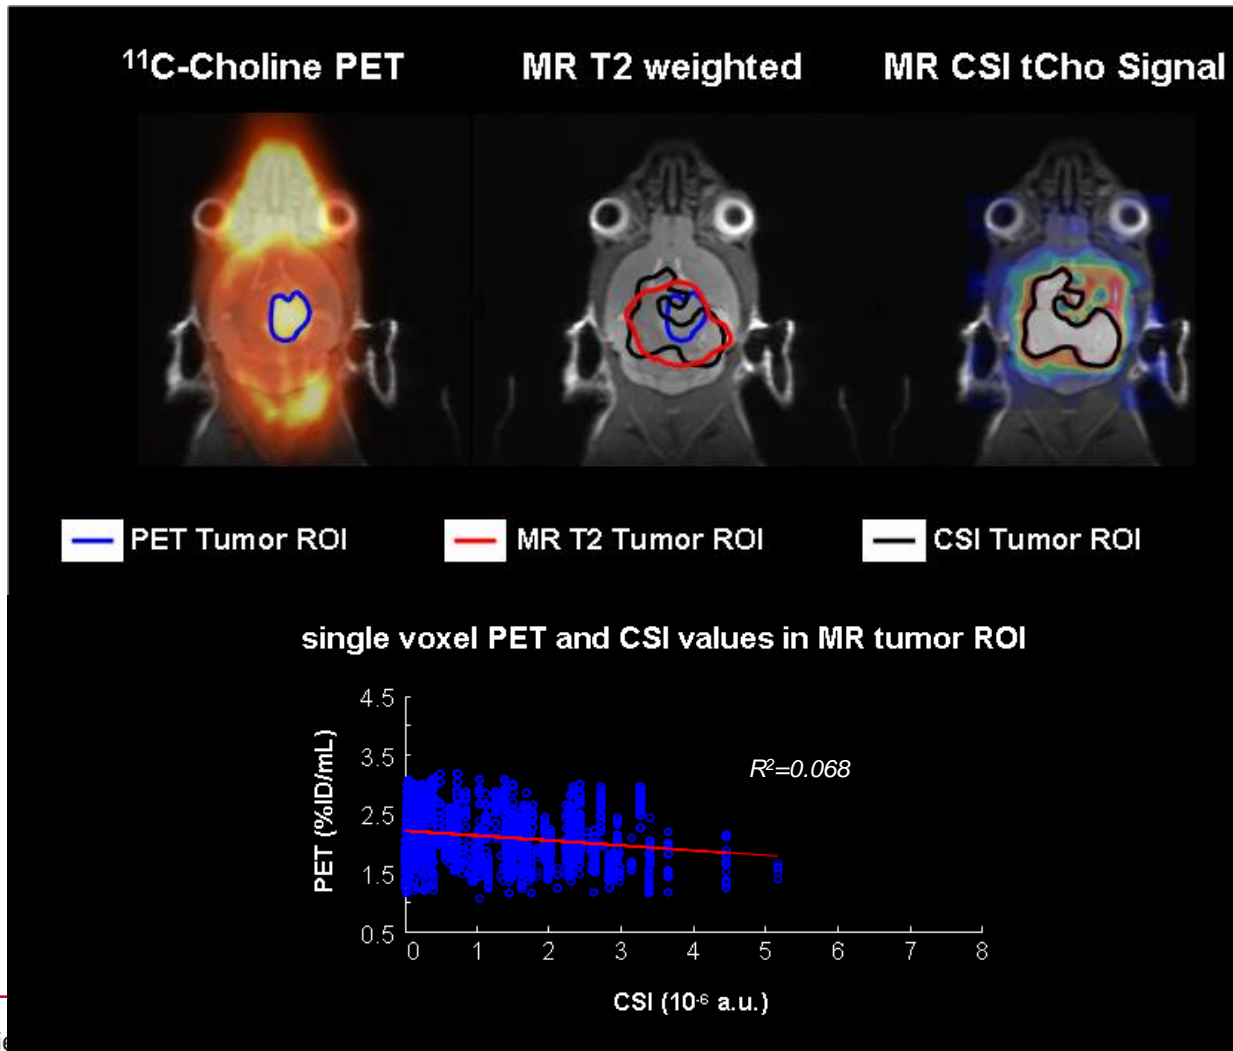 ¹¹C-Choline PET MR T2 weighted MR CSI tCho Signal
PET Tumor ROI MR T2 Tumor ROI CSI Tumor ROI
single voxel PET and CSI values in MR tumor ROI
4.5
3.5
2.5
1.5
0.5
PET (%ID/mL)
R²=0.068
0 1 2 3 4 5 6 7 8
CSI (10⁻⁶ a.u.)